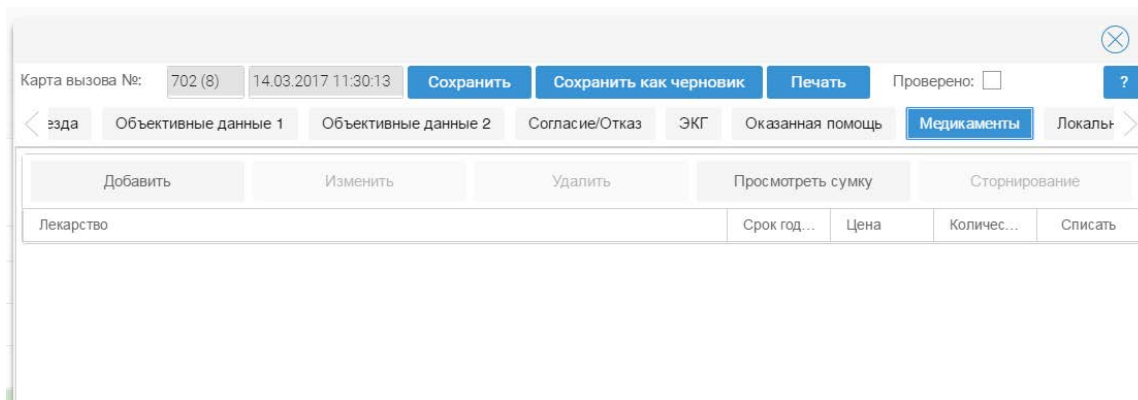 Карта вызова №: 702 (8) 14.03.2017 11:30:13 Сохранить Сохранить как черновик Печать Проверено: ?
езда Объективные данные 1 Объективные данные 2 Согласие/Отказ ЭКГ Оказанная помощь Медикаменты Локальн
Добавить Изменить Удалить Просмотреть сумку Сторнирование
Лекарство Срок год... Цена Количес... Списать